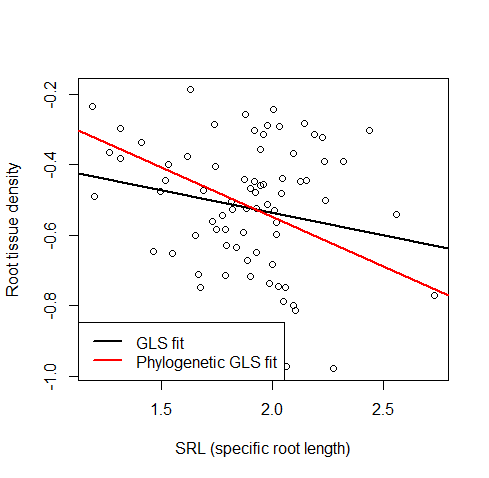 -0.2
-0.4
-0.6
-0.8
-1.0
Root tissue density
GLS fit
Phylogenetic GLS fit
1.5
2.0
2.5
SRL (specific root length)